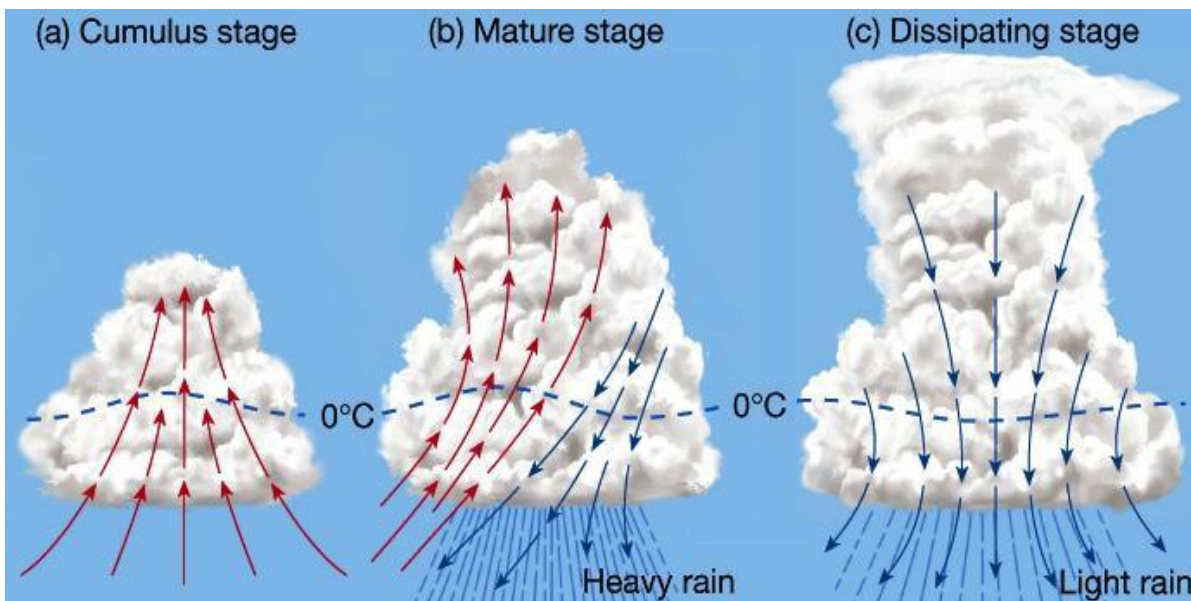 (a) Cumulus stage
(b) Mature stage
(c) Dissipating stage
0°C
0°C
Heavy rain
Light rain